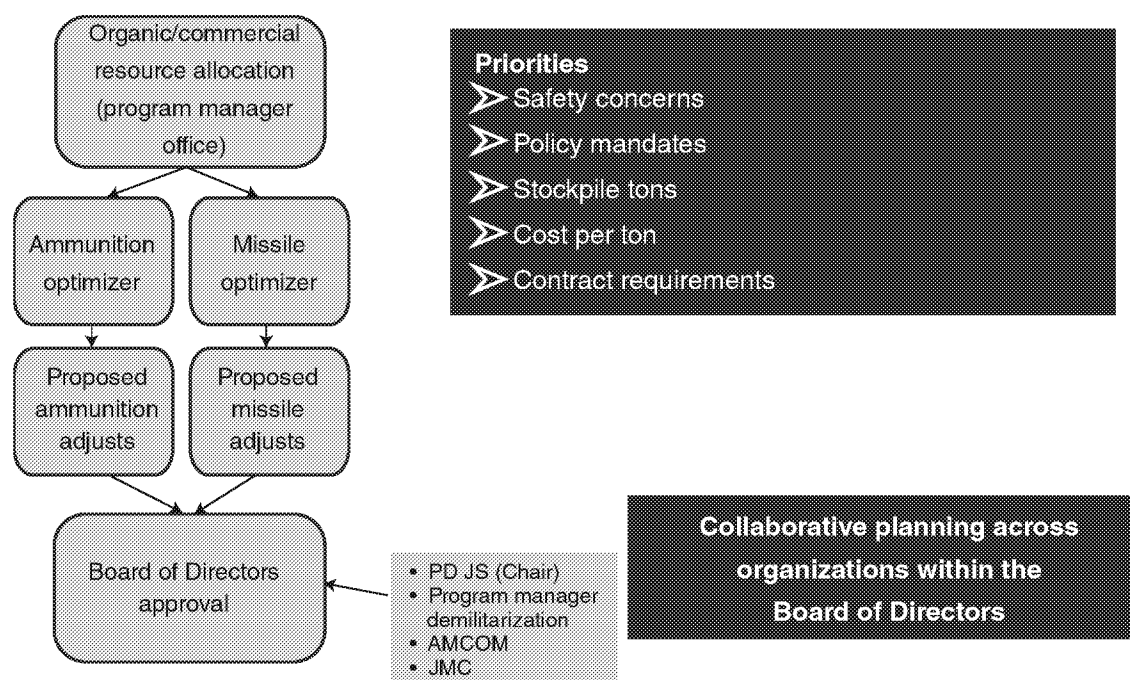 Organic/commercial
resource allocation
(program manager
office)
Ammunition
optimizer
Missile
optimizer
Proposed
ammunition
adjusts
Proposed
missile
adjusts
Board of Directors
approval
• PD JS (Chair)
• Program manager
demilitarization
• AMCOM
• JMC
Priorities
Safety concerns
Policy mandates
Stockpile tons
Cost per ton
Contract requirements
Collaborative planning across
organizations within the
Board of Directors